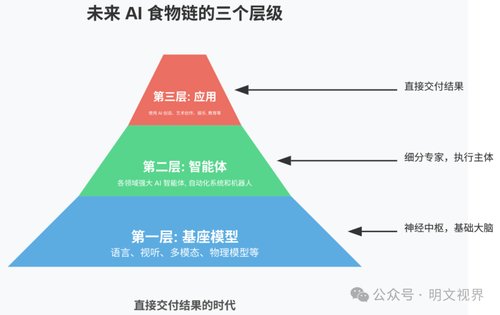 未来 AI 食物链的三个层级
第三层: 应用
使用 AI 创造、艺术创作、娱乐, 教育等
直接交付结果
第二层: 智能体
各领域强大 AI 智能体, 自动化系统和机器人
细分专家，执行主体
第一层: 基座模型
语言、视听、多模态、物理模型等
神经中枢，基础大脑
直接交付结果的时代
公众号 · 明文视界